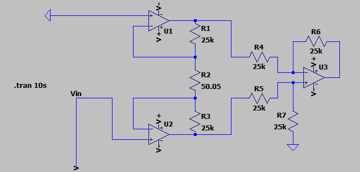 V-
U1
V+
R1
25k
R2
50.05
R3
25k
V+
U2
V-
.tran 10s
Vin
V
R4
25k
R5
25k
R6
25k
V+
U3
V-
R7
25k